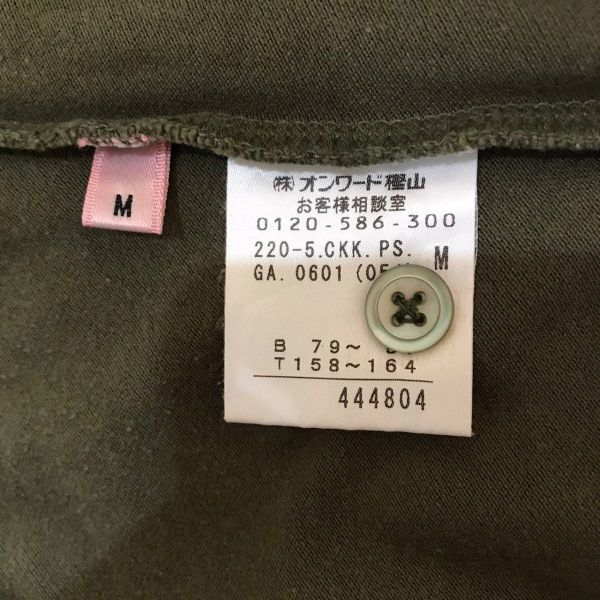 M
㈱オンワード樫山
お客様相談室
0120-586-300
220-5.CKK.PS. M
GA.0601
B 79～
T158～164
444804